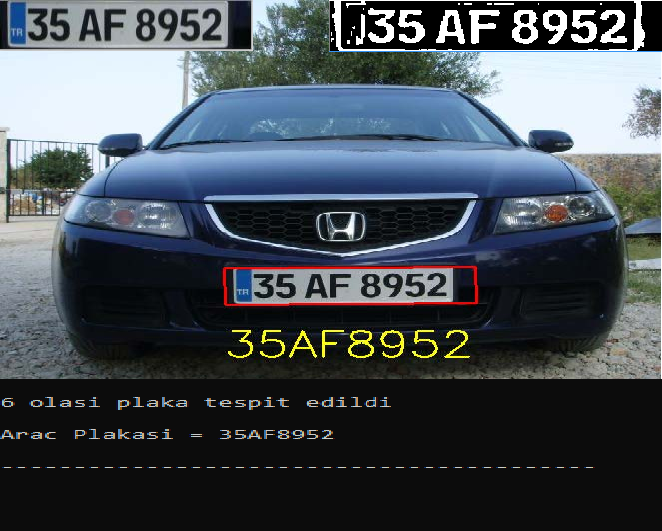 TR 35 AF 8952
35 AF 8952
TR 35 AF 8952
35AF8952
6 olasi plaka tespit edildi
Arac Plakasi = 35AF8952
-----------------------------------------